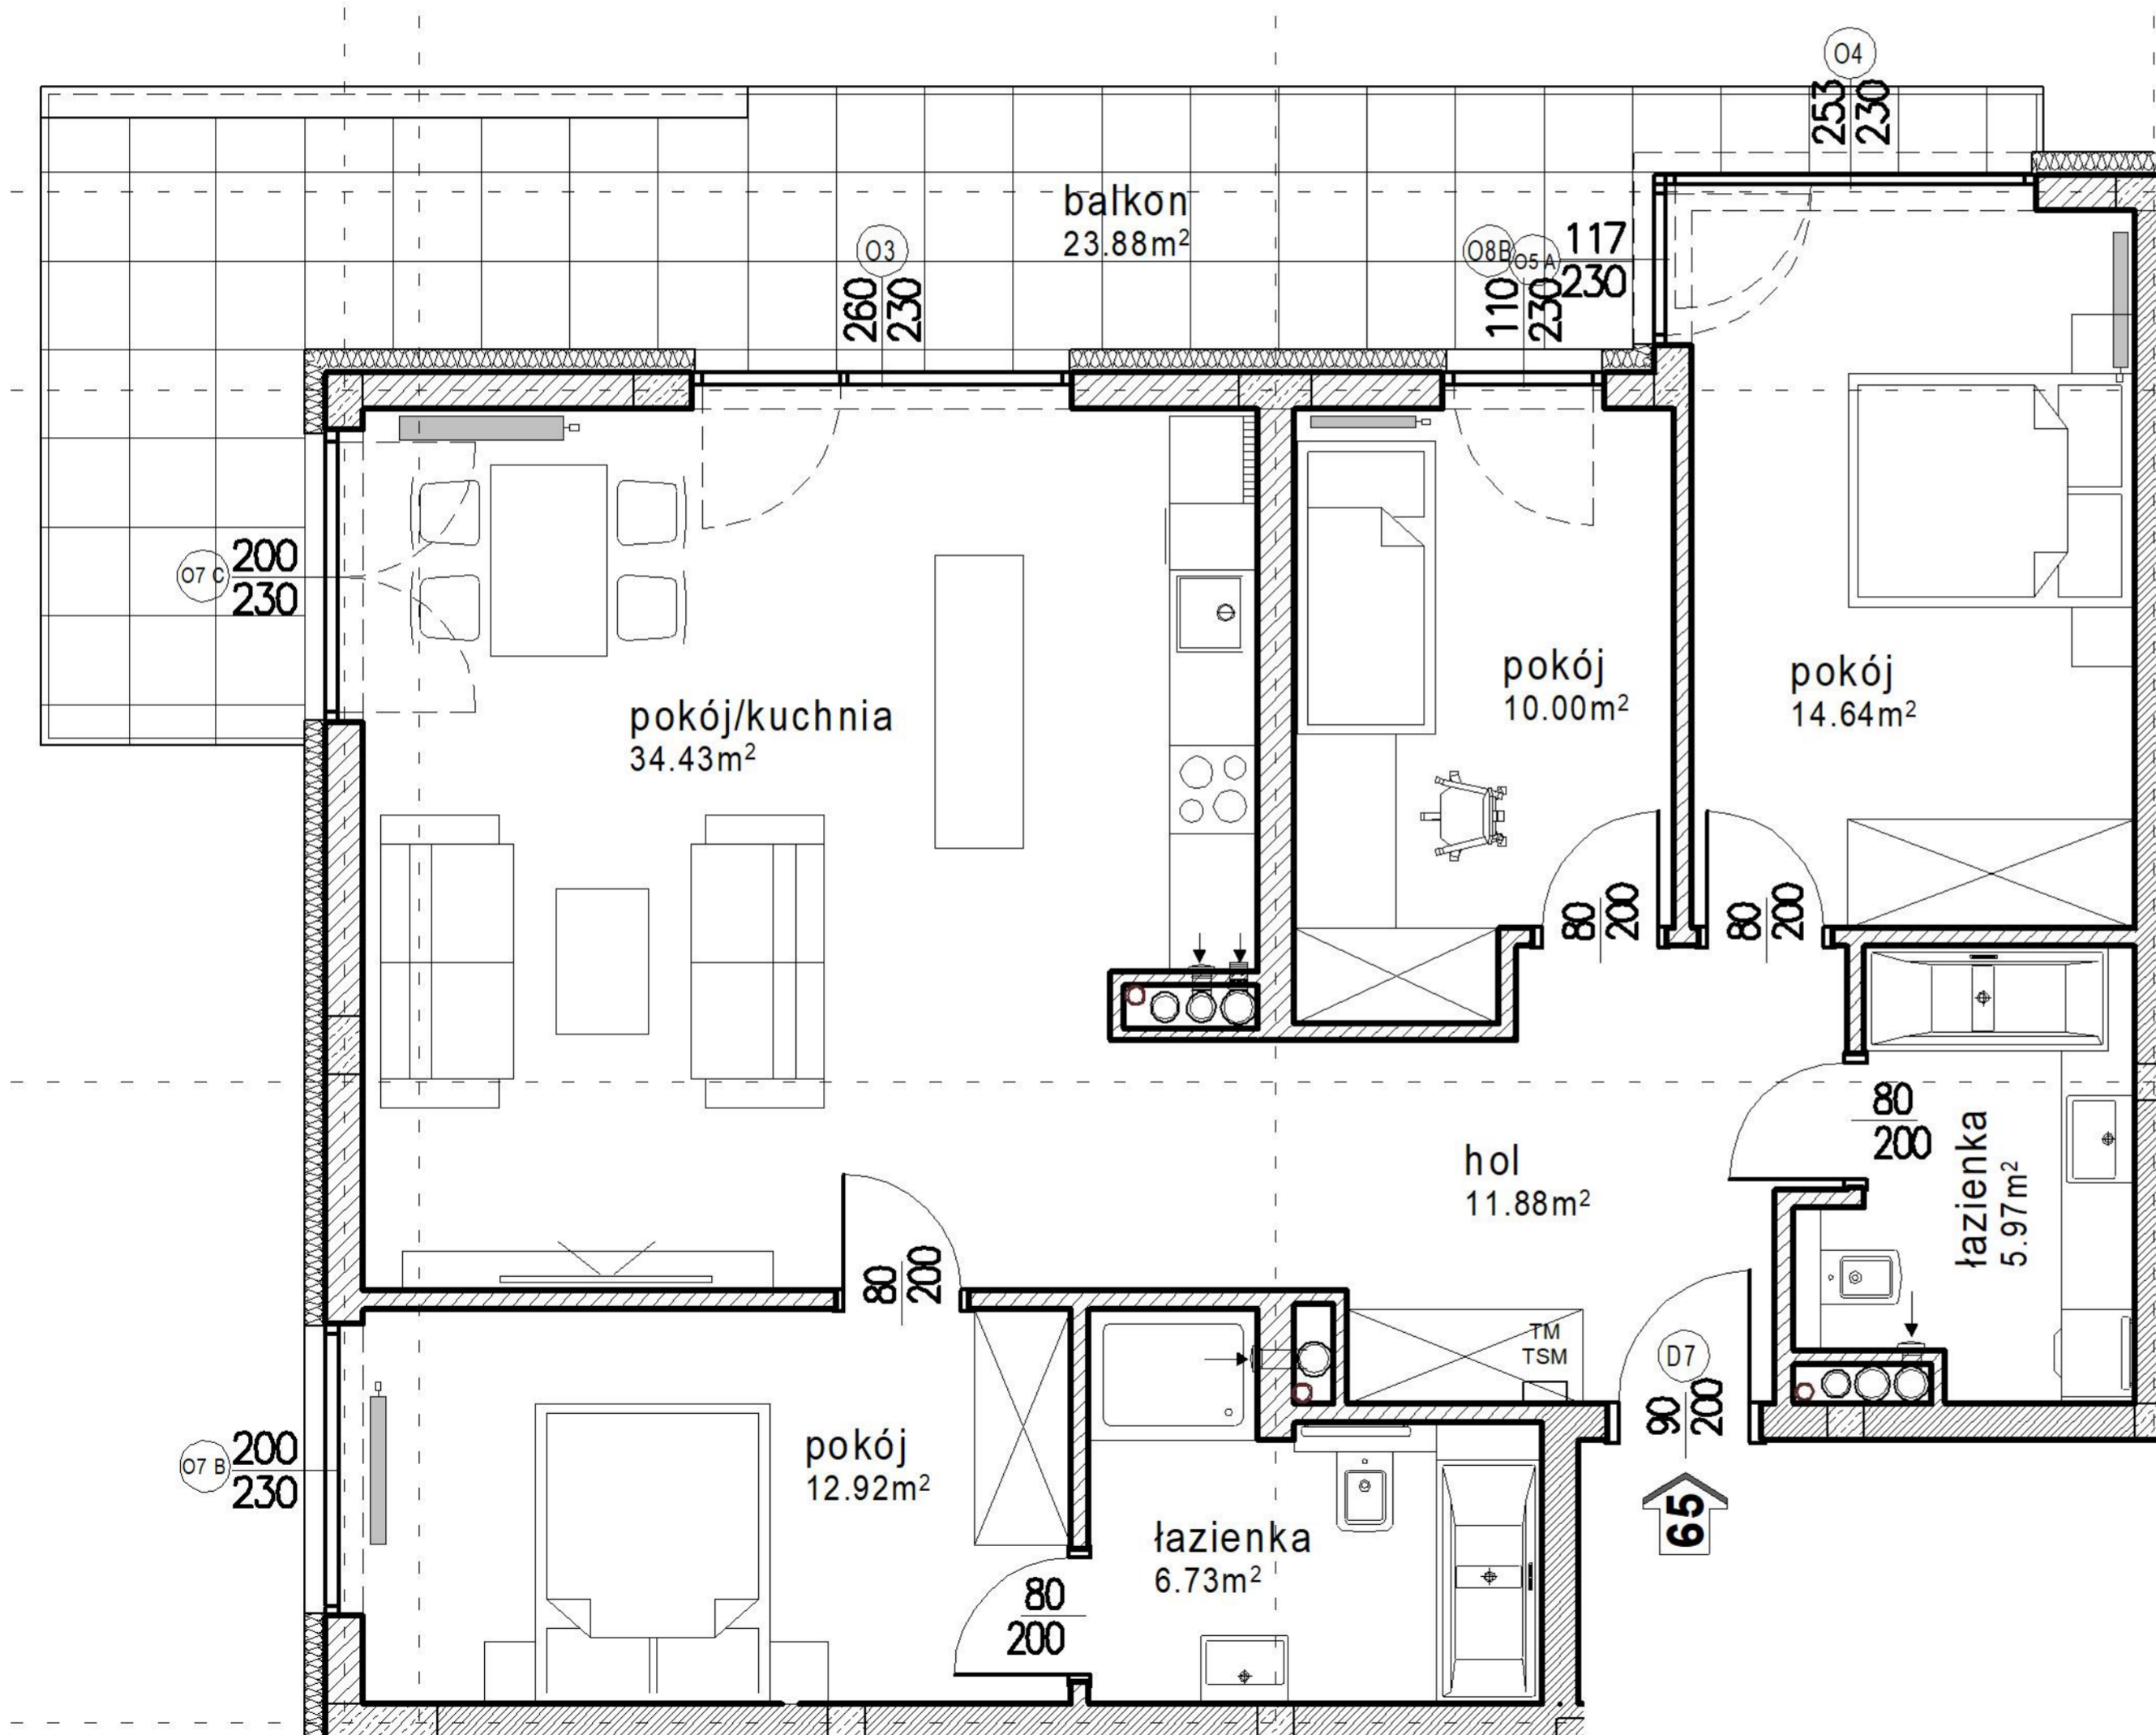 O4
253
230
balkon
23.88m²
O3
260
230
O8B
O5 A
117
230
110
230
O7 C
200
230
pokój/kuchnia
34.43m²
pokój
10.00m²
pokój
14.64m²
80
200
80
200
80
200
łazienka
5.97m²
hol
11.88m²
80
200
TM
TSM
D7
90
200
O7 B
200
230
pokój
12.92m²
łazienka
6.73m²
80
200
65